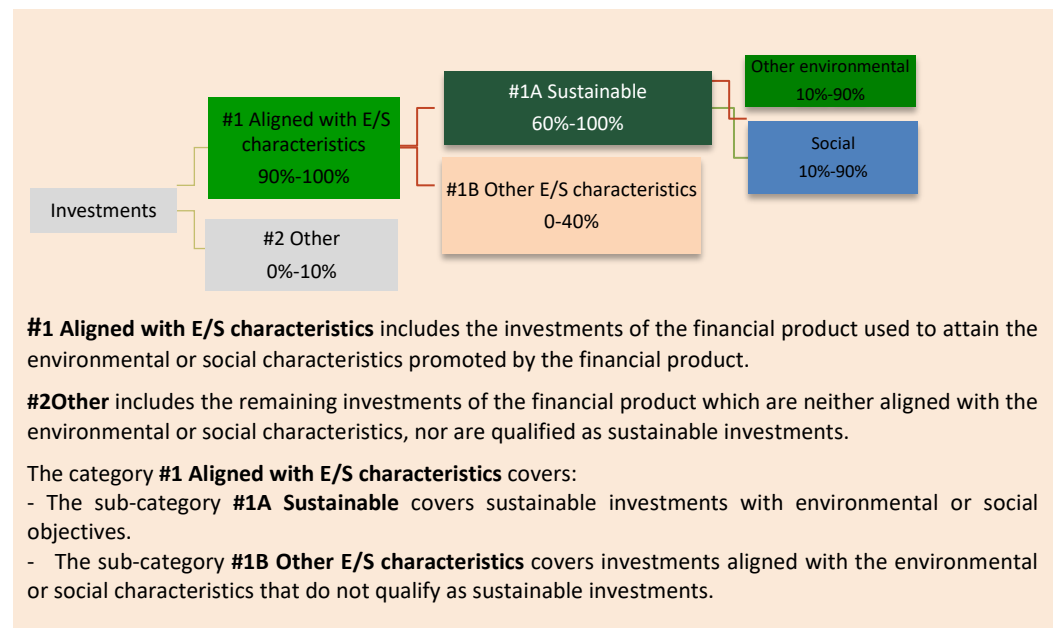 Other environmental
10%-90%
#1A Sustainable
60%-100%
#1 Aligned with E/S
characteristics
90%-100%
Social
10%-90%
#1B Other E/S characteristics
0-40%
Investments
#2 Other
0%-10%
#1 Aligned with E/S characteristics includes the investments of the financial product used to attain the
environmental or social characteristics promoted by the financial product.
#2Other includes the remaining investments of the financial product which are neither aligned with the
environmental or social characteristics, nor are qualified as sustainable investments.
The category #1 Aligned with E/S characteristics covers:
- The sub-category #1A Sustainable covers sustainable investments with environmental or social
objectives.
- The sub-category #1B Other E/S characteristics covers investments aligned with the environmental
or social characteristics that do not qualify as sustainable investments.